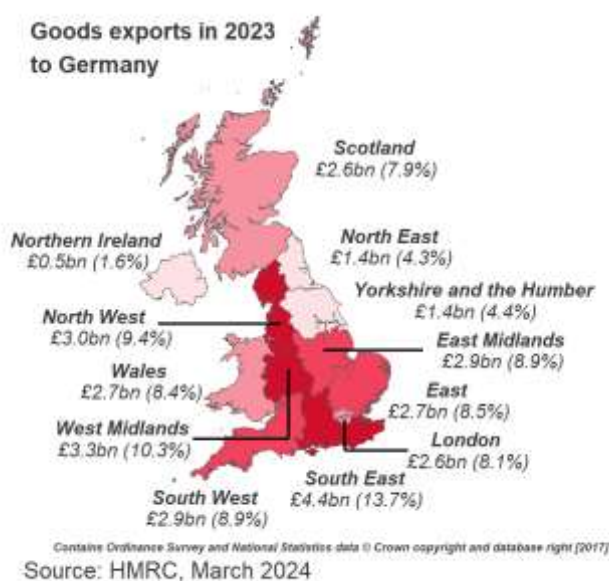 Goods exports in 2023
to Germany
Scotland
£2.6bn (7.9%)
Northern Ireland
£0.5bn (1.6%)
North East
£1.4bn (4.3%)
Yorkshire and the Humber
£1.4bn (4.4%)
North West
£3.0bn (9.4%)
East Midlands
£2.9bn (8.9%)
Wales
£2.7bn (8.4%)
East
£2.7bn (8.5%)
West Midlands
£3.3bn (10.3%)
London
£2.6bn (8.1%)
South East
£4.4bn (13.7%)
South West
£2.9bn (8.9%)
Contains Ordinance Survey and National Statistics data © Crown copyright and database right [2017]
Source: HMRC, March 2024